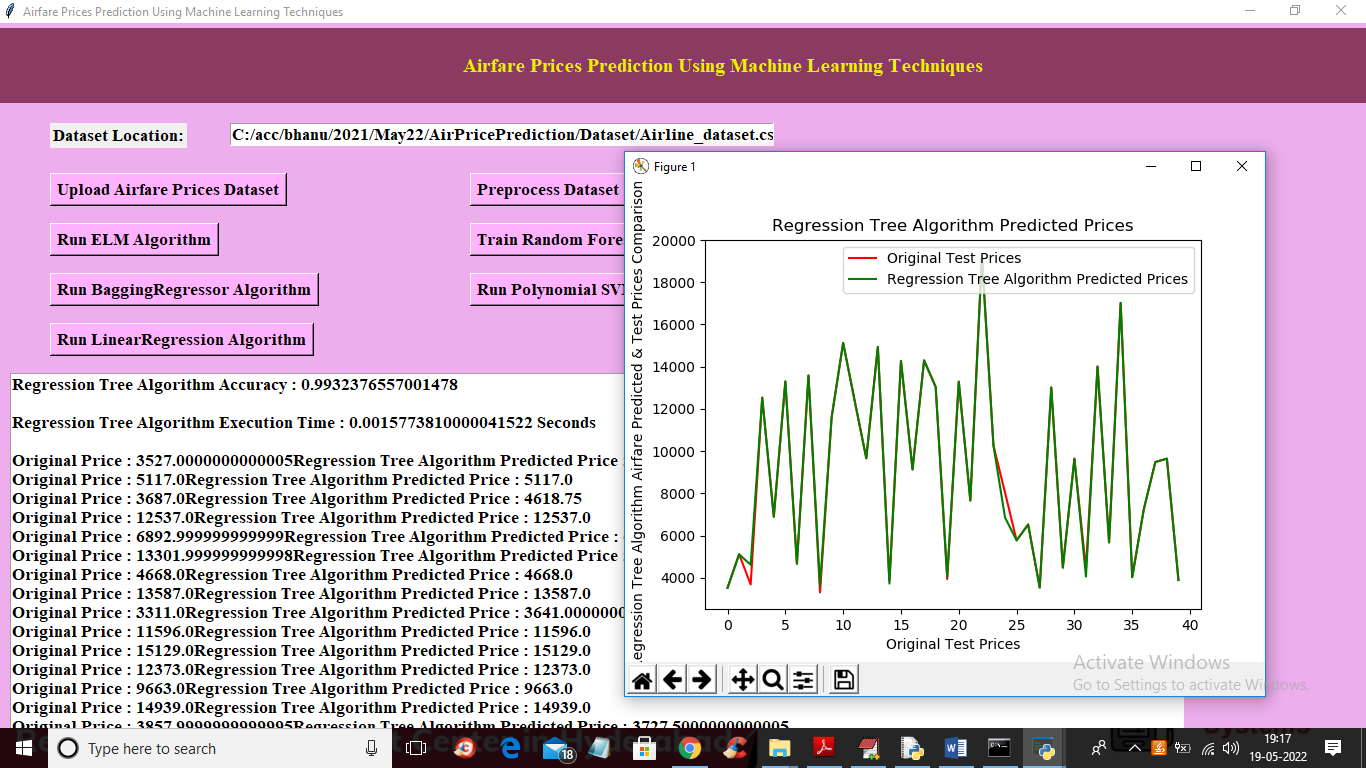 Airfare Prices Prediction Using Machine Learning Techniques
Airfare Prices Prediction Using Machine Learning Techniques
Dataset Location:
C:/acc/bhanu/2021/May22/AirPricePrediction/Dataset/Airline_dataset.cs
Upload Airfare Prices Dataset
Preprocess Dataset
Run ELM Algorithm
Train Random Fore
Run BaggingRegressor Algorithm
Run Polynomial SV
Run LinearRegression Algorithm
Regression Tree Algorithm Accuracy : 0.9932376557001478
Regression Tree Algorithm Execution Time : 0.0015773810000041522 Seconds
Original Price : 3527.0000000000005Regression Tree Algorithm Predicted Price
Original Price : 5117.0Regression Tree Algorithm Predicted Price : 5117.0
Original Price : 3687.0Regression Tree Algorithm Predicted Price : 4618.75
Original Price : 12537.0Regression Tree Algorithm Predicted Price : 12537.0
Original Price : 6892.999999999999Regression Tree Algorithm Predicted Price :
Original Price : 13301.999999999998Regression Tree Algorithm Predicted Price
Original Price : 4668.0Regression Tree Algorithm Predicted Price : 4668.0
Original Price : 13587.0Regression Tree Algorithm Predicted Price : 13587.0
Original Price : 3311.0Regression Tree Algorithm Predicted Price : 3641.0000000
Original Price : 11596.0Regression Tree Algorithm Predicted Price : 11596.0
Original Price : 15129.0Regression Tree Algorithm Predicted Price : 15129.0
Original Price : 12373.0Regression Tree Algorithm Predicted Price : 12373.0
Original Price : 9663.0Regression Tree Algorithm Predicted Price : 9663.0
Original Price : 14939.0Regression Tree Algorithm Predicted Price : 14939.0
Original Price : 3857.9999999999995Regression Tree Algorithm Predicted Price : 3727.5000000000005
Figure 1
Regression Tree Algorithm Predicted Prices
Original Test Prices
Regression Tree Algorithm Predicted Prices
egression Tree Algorithm Airfare Predicted & Test Prices Comparison
20000
18000
16000
14000
12000
10000
8000
6000
4000
0 5 10 15 20 25 30 35 40
Original Test Prices
Activate Windows
Go to Settings to activate Windows.
Type here to search
18
19:17
19-05-2022